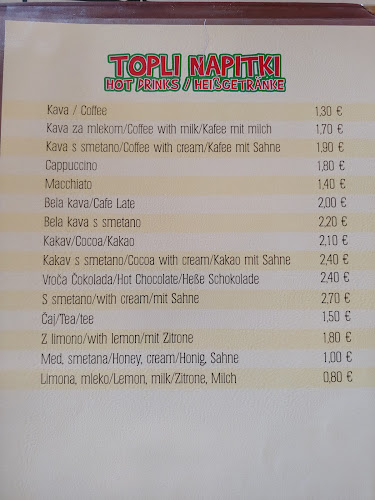 TOPLI NAPITKI
HOT DRINKS / HEIßGETRÄNKE
Kava / Coffee 1,30 €
Kava za mlekom/Coffee with milk/Kafee mit milch 1,70 €
Kava s smetano/Coffee with cream/Kafee mit Sahne 1,90 €
Cappuccino 1,80 €
Macchiato 1,40 €
Bela kava/Cafe Late 2,00 €
Bela kava s smetano 2,20 €
Kakav/Cocoa/Kakao 2,10 €
Kakav s smetano/Cocoa with cream/Kakao mit Sahne 2,40 €
Vroča Čokolada/Hot Chocolate/Heße Schokolade 2,40 €
S smetano/with cream/mit Sahne 2,70 €
Čaj/Tea/tee 1,50 €
Z limono/with lemon/mit Zitrone 1,80 €
Med, smetana/Honey, cream/Honig, Sahne 1,00 €
Limona, mleko/Lemon, milk/Zitrone, Milch 0,80 €